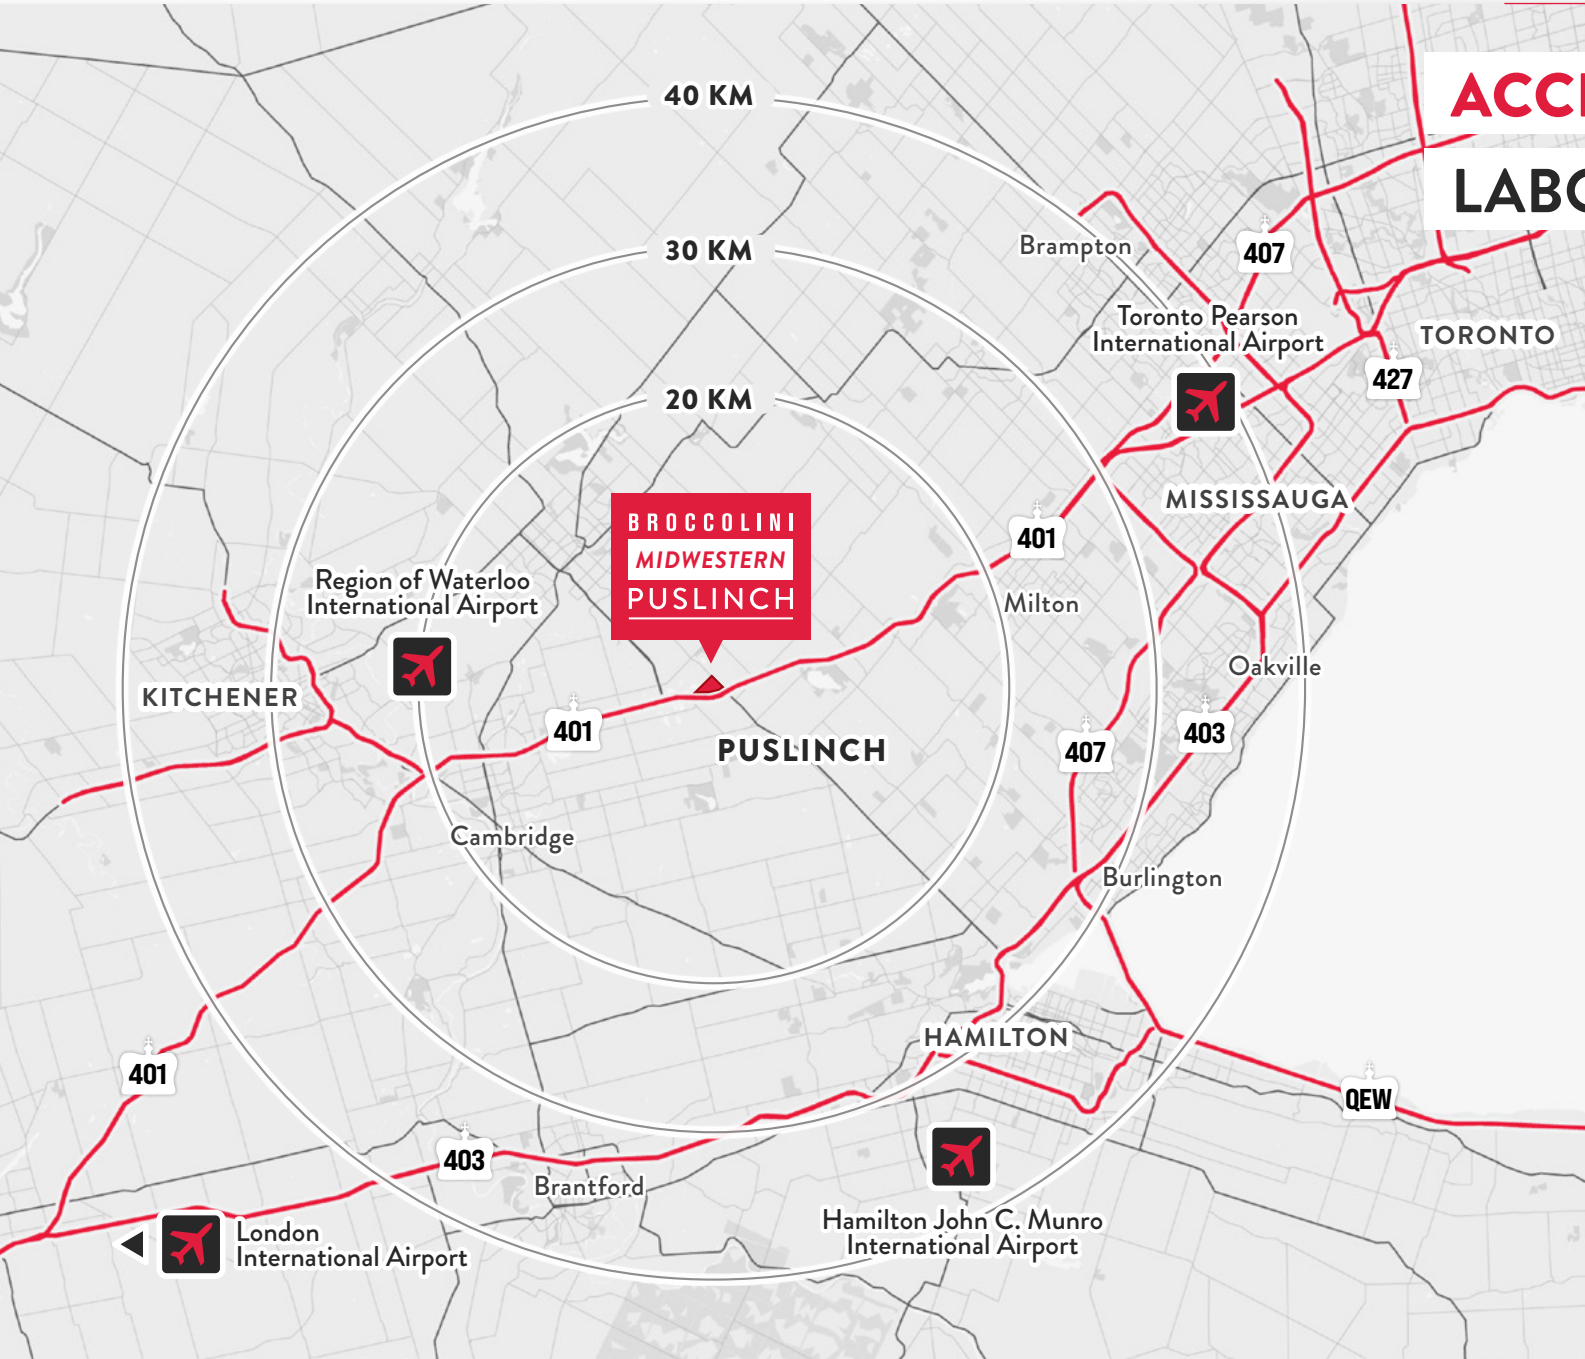 40 KM
ACC
LABO
30 KM
Brampton
407
Toronto Pearson
International Airport
TORONTO
427
20 KM
MISSISSAUGA
BROCCOLINI
MIDWESTERN
PUSLINCH
401
Region of Waterloo
International Airport
Milton
KITCHENER
Oakville
401
PUSLINCH
407
403
Cambridge
Burlington
HAMILTON
401
QEW
403
Brantford
Hamilton John C. Munro
International Airport
London
International Airport